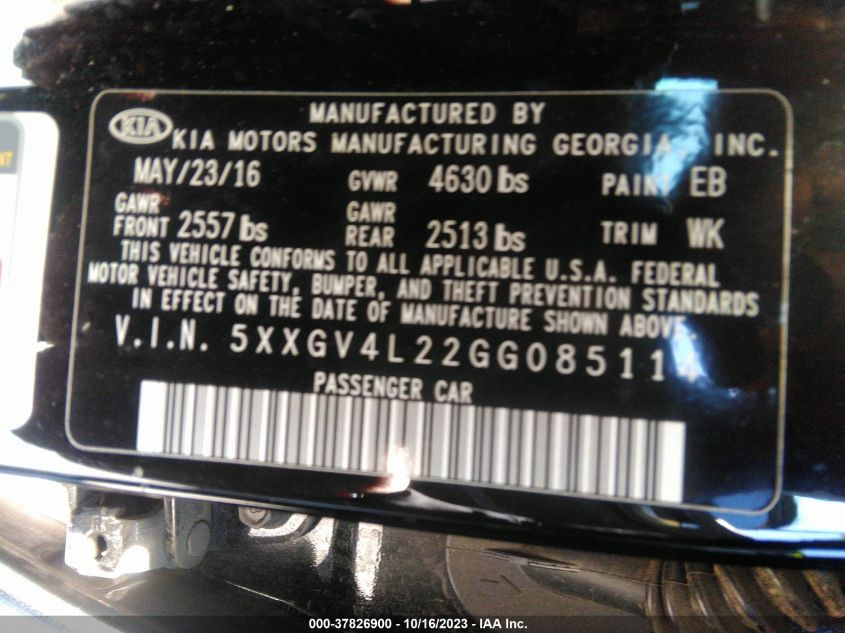 MANUFACTURED BY
KIA KIA MOTORS MANUFACTURING GEORGIA, INC.
MAY/23/16 GVWR 4630 lbs PAINT EB
GAWR FRONT 2557 lbs GAWR REAR 2513 lbs TRIM WK
THIS VEHICLE CONFORMS TO ALL APPLICABLE U.S.A. FEDERAL
MOTOR VEHICLE SAFETY, BUMPER, AND THEFT PREVENTION STANDARDS
IN EFFECT ON THE DATE OF MANUFACTURE SHOWN ABOVE.
V.I.N. 5XXGV4L22GG085114
PASSENGER CAR
000-37826900 - 10/16/2023 - IAA Inc.